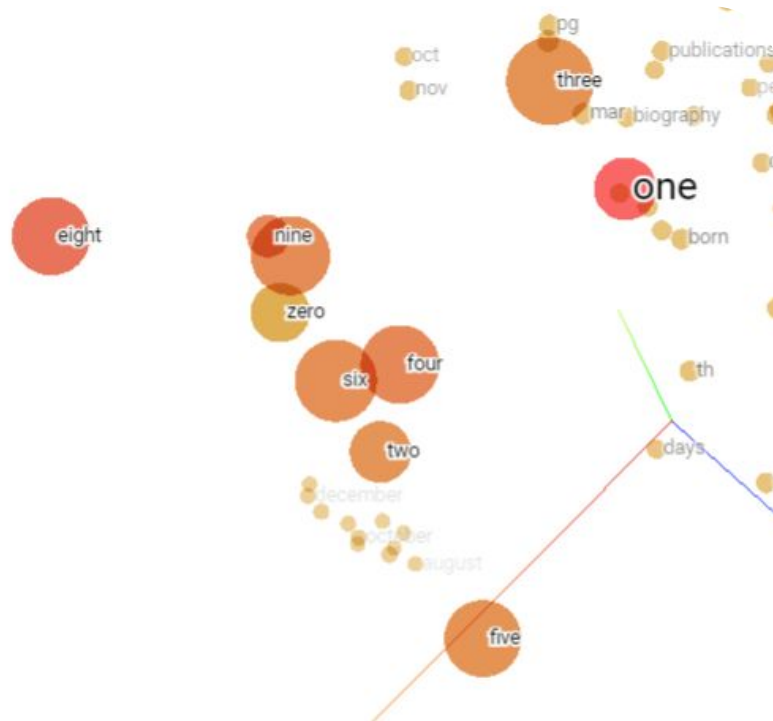 pg
oct
publications
three
nov
mar
biography
one
eight
nine
born
zero
four
six
th
two
days
december
october
august
five